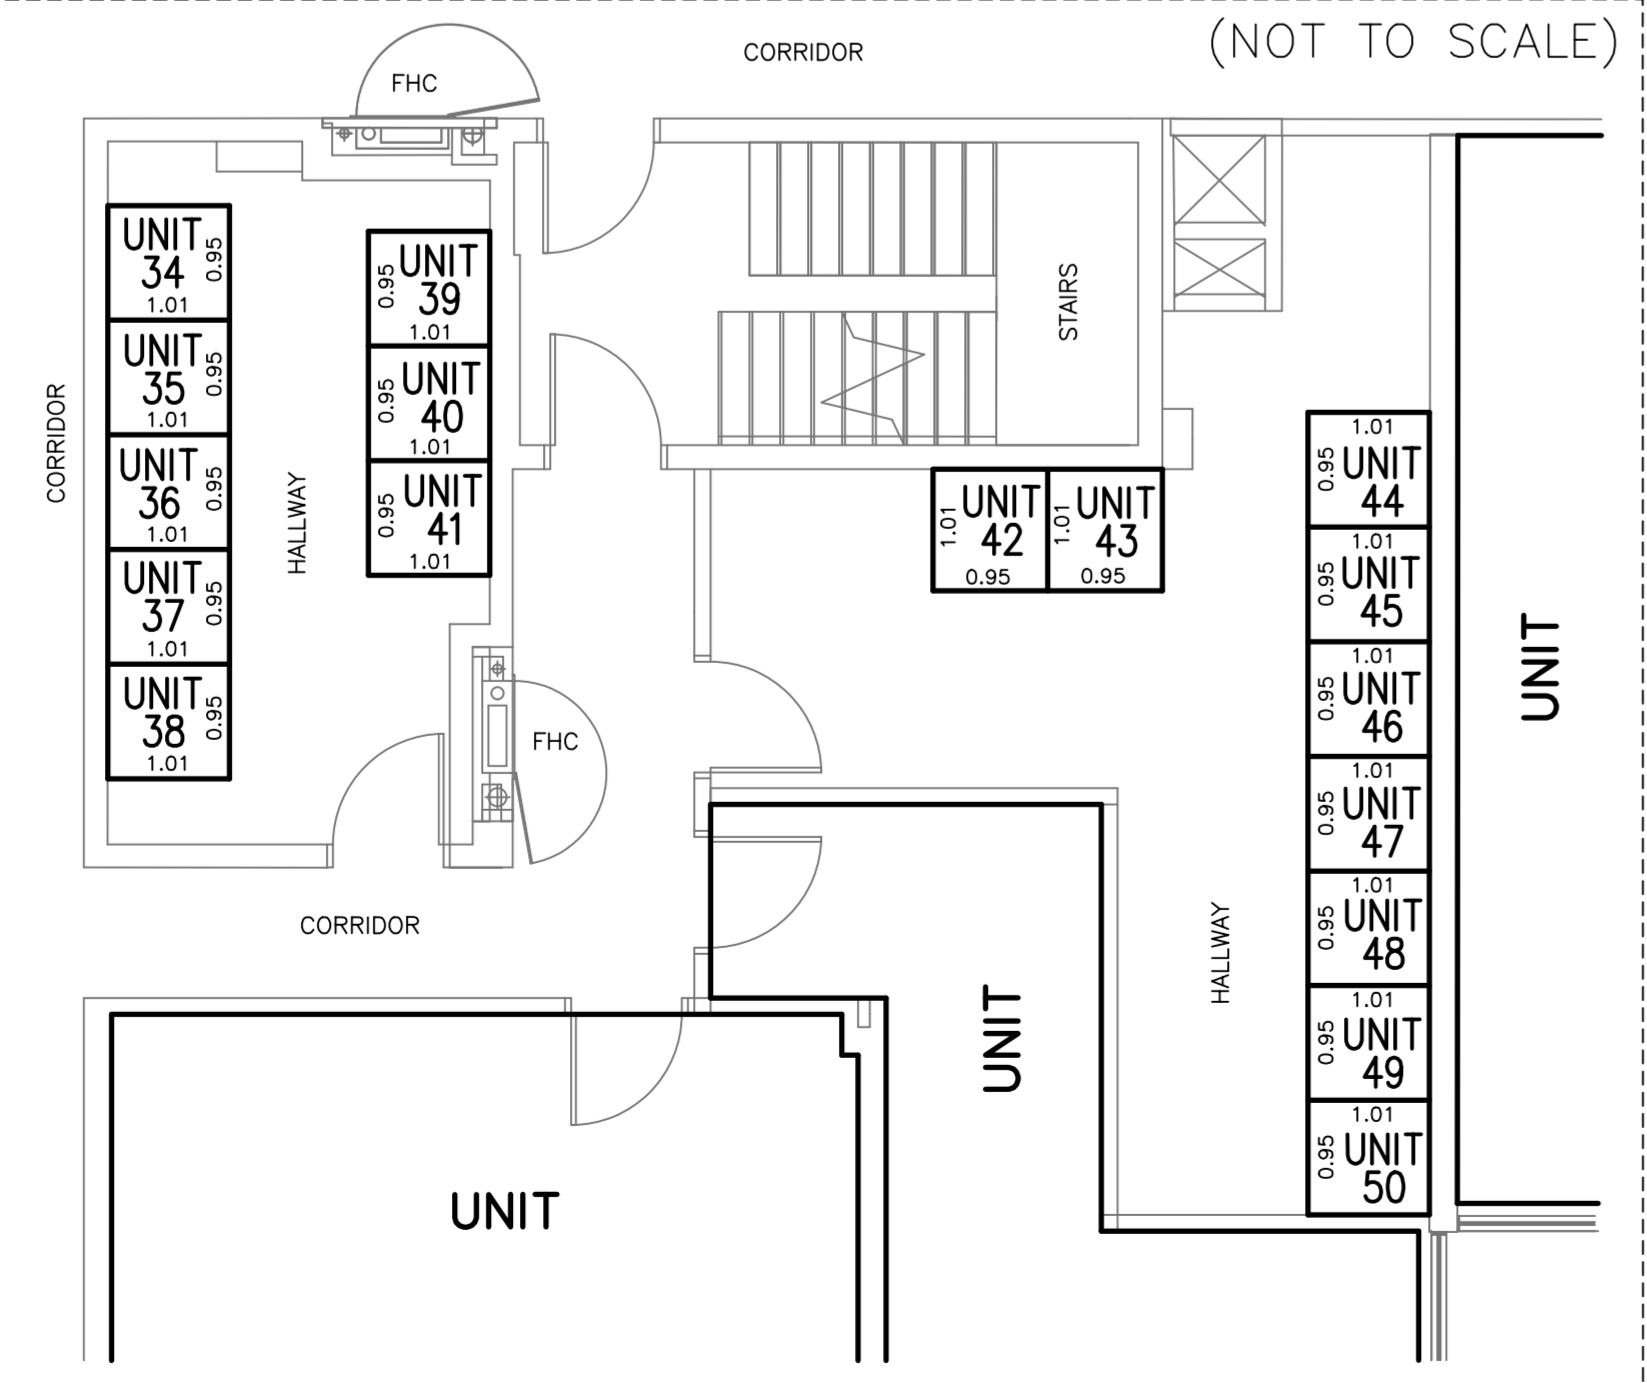 (NOT TO SCALE)
CORRIDOR
FHC
CORRIDOR
UNIT
34
0.95
1.01
UNIT
35
0.95
1.01
UNIT
36
0.95
1.01
UNIT
37
0.95
1.01
UNIT
38
0.95
1.01
HALLWAY
UNIT
39
0.95
1.01
UNIT
40
0.95
1.01
UNIT
41
0.95
1.01
STAIRS
UNIT
42
1.01
0.95
UNIT
43
1.01
0.95
FHC
CORRIDOR
1.01
0.95
UNIT
44
1.01
0.95
UNIT
45
1.01
0.95
UNIT
46
1.01
0.95
UNIT
47
1.01
0.95
UNIT
48
1.01
0.95
UNIT
49
1.01
0.95
UNIT
50
HALLWAY
UNIT
UNIT
UNIT